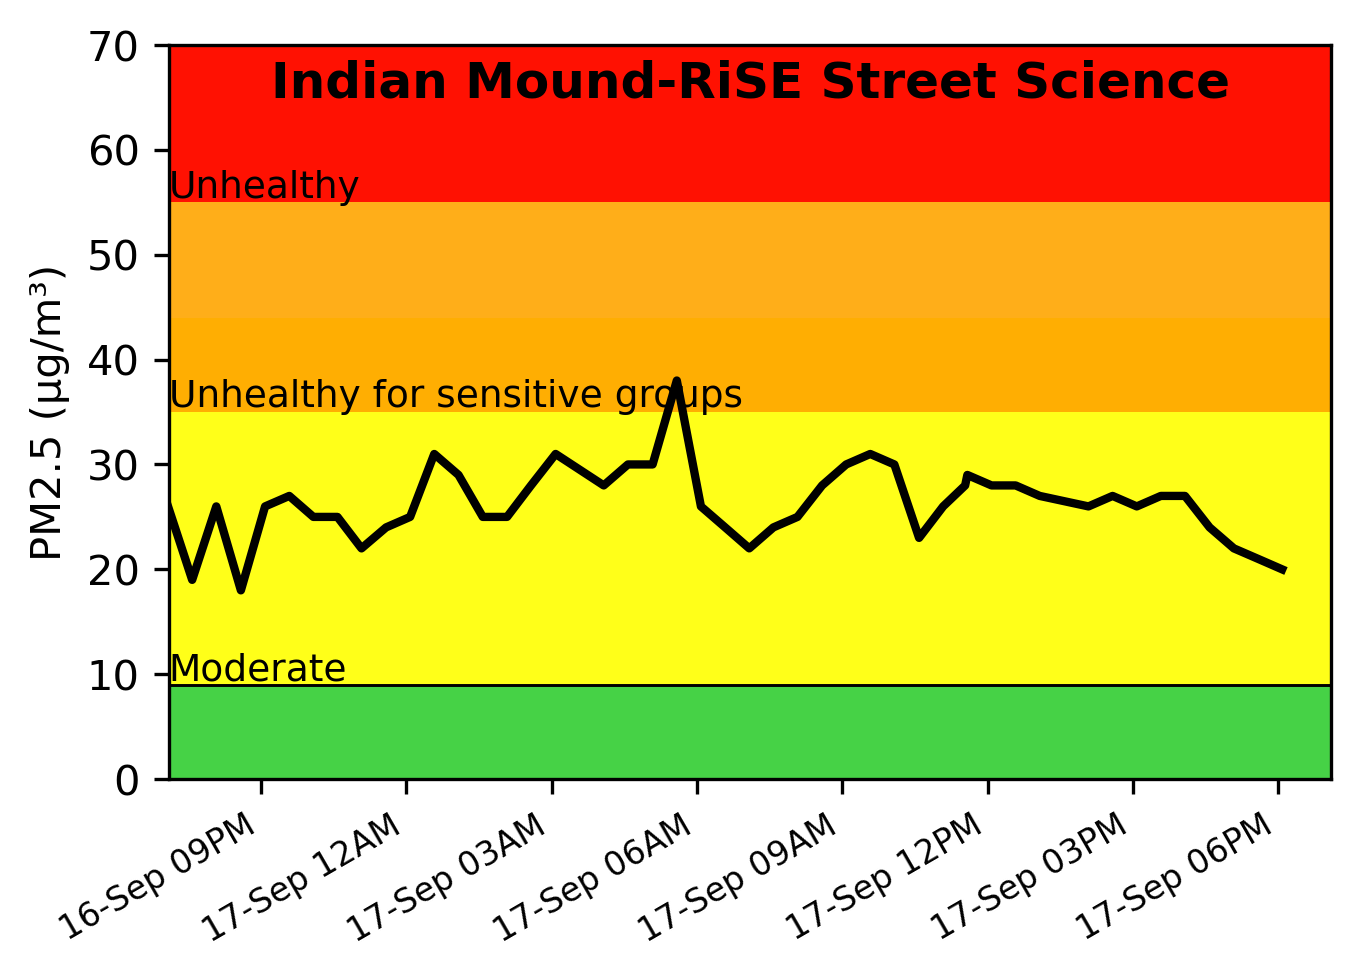 Indian Mound-RiSE Street Science
PM2.5 (µg/m³)
70
60
50
40
30
20
10
0
Unhealthy
Unhealthy for sensitive groups
Moderate
16-Sep 09PM
17-Sep 12AM
17-Sep 03AM
17-Sep 06AM
17-Sep 09AM
17-Sep 12PM
17-Sep 03PM
17-Sep 06PM